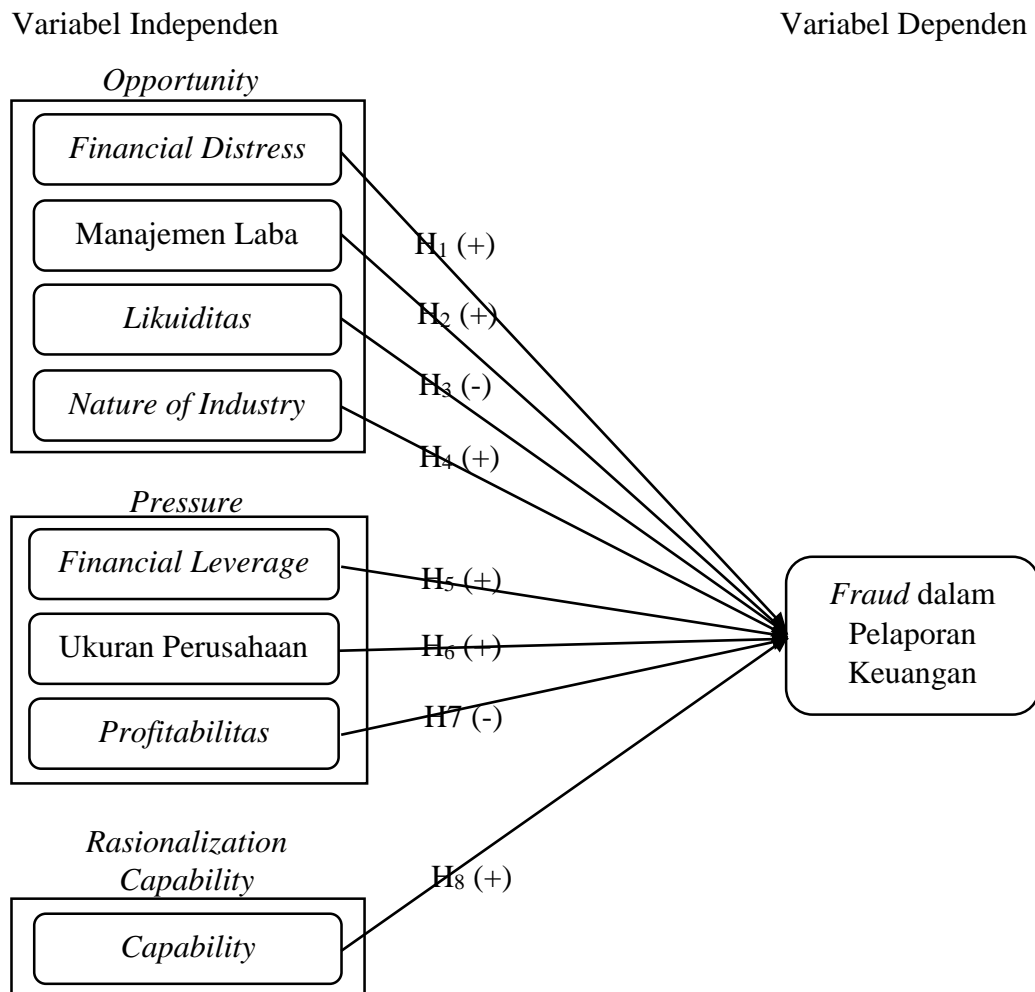 Variabel Independen
Variabel Dependen
Opportunity
Financial Distress
Manajemen Laba
Likuiditas
Nature of Industry
H₁ (+)
H₂ (+)
H₃ (-)
H₄ (+)
Pressure
Financial Leverage
Ukuran Perusahaan
Profitabilitas
H₅ (+)
H₆ (+)
H7 (-)
Fraud dalam
Pelaporan
Keuangan
Rasionalization
Capability
Capability
H₈ (+)